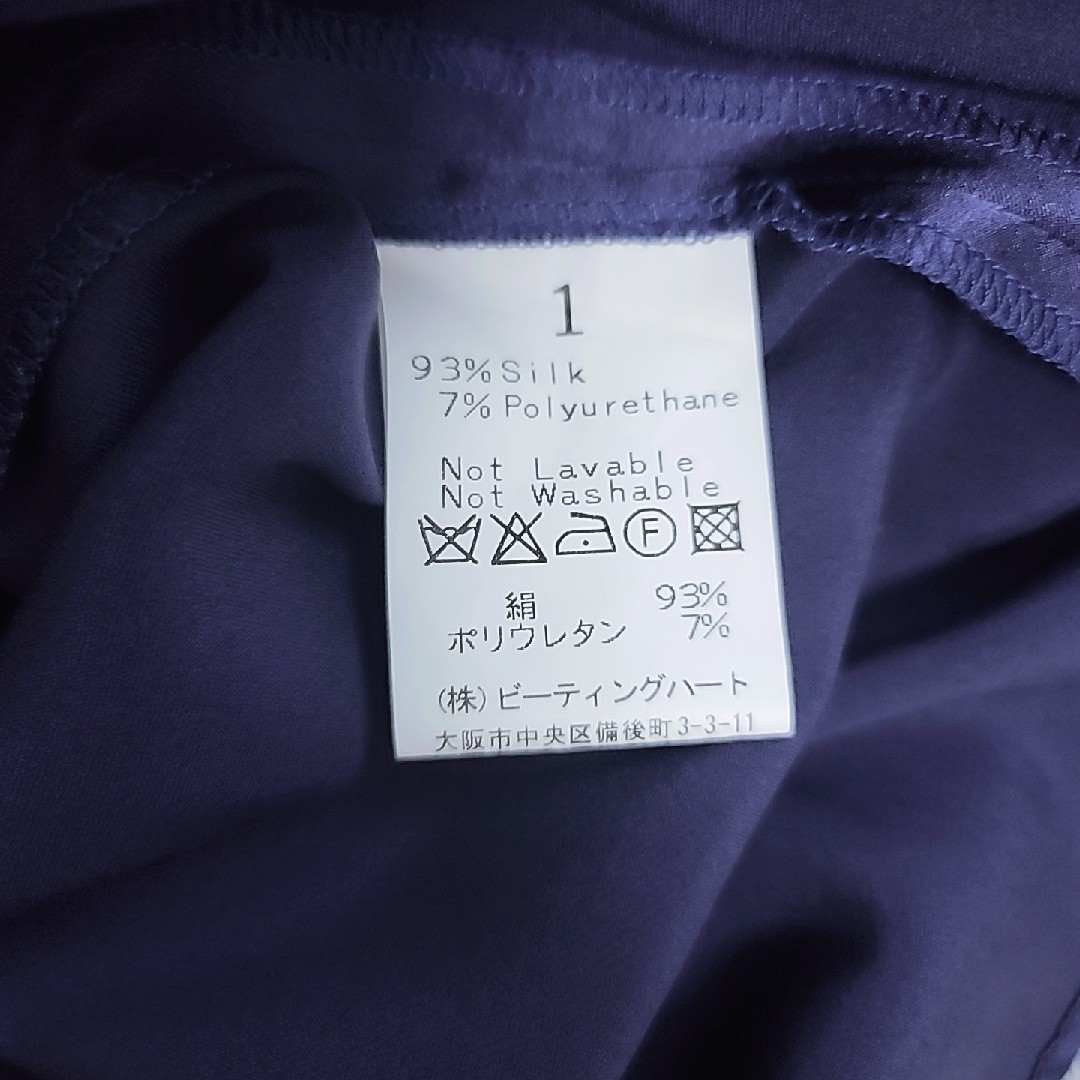 1
93% Silk
7% Polyurethane
Not Lavable
Not Washable
F
絹 93%
ポリウレタン 7%
(株)ビーティングハート
大阪市中央区備後町3-3-11